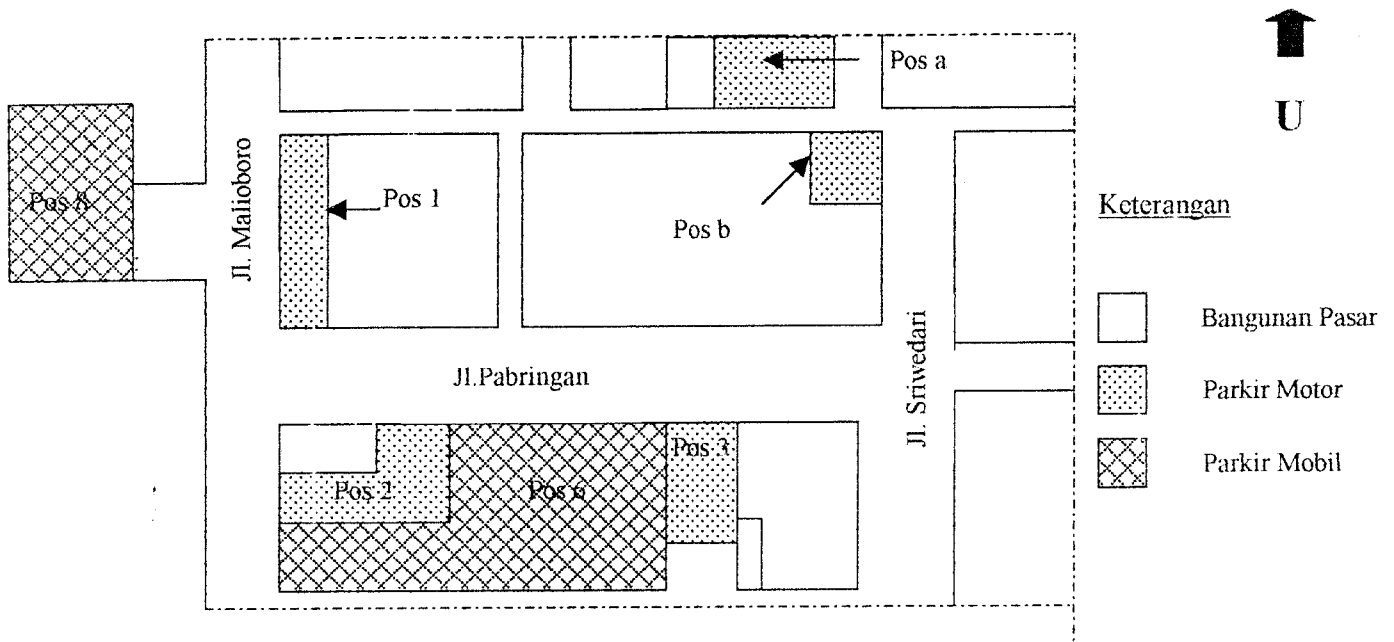 Pos a
U
Pos 8
Jl. Malioboro
Pos 1
Pos b
Keterangan
Bangunan Pasar
Jl.Pabringan
Jl. Sriwedari
Parkir Motor
Pos 3
Parkir Mobil
Pos 2
Pos 6